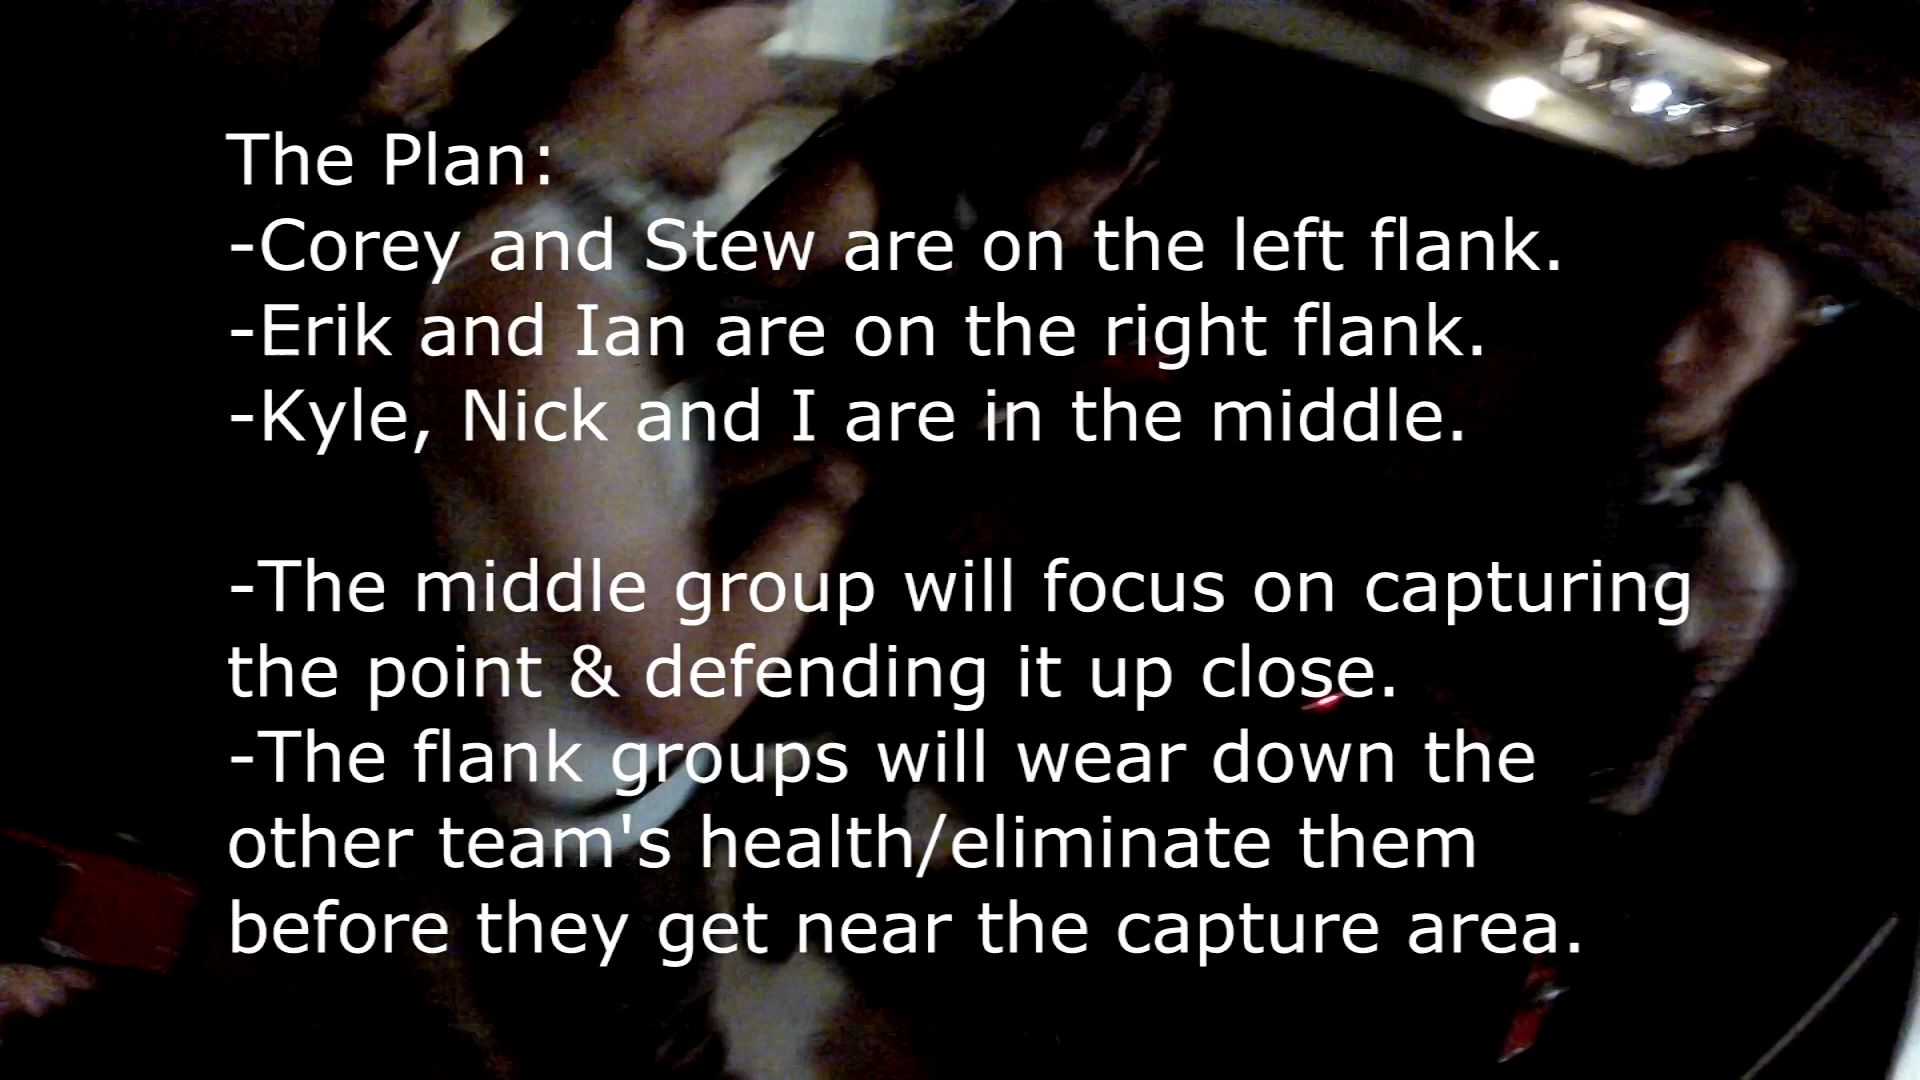 The Plan:
-Corey and Stew are on the left flank.
-Erik and Ian are on the right flank.
-Kyle, Nick and I are in the middle.
-The middle group will focus on capturing
the point & defending it up close.
-The flank groups will wear down the
other team's health/eliminate them
before they get near the capture area.